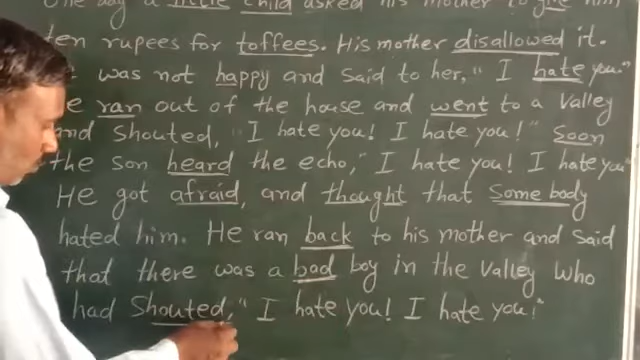 One day a little child asked his mother to give him
ten rupees for toffees. His mother disallowed it.
was not happy and said to her, "I hate you."
ran out of the house and went to a valley
and shouted, "I hate you! I hate you!" Soon
the son heard the echo, "I hate you! I hate you"
He got afraid, and thought that Some body
hated him. He ran back to his mother and said
that there was a bad boy in the valley who
had Shouted, "I hate you! I hate you!"